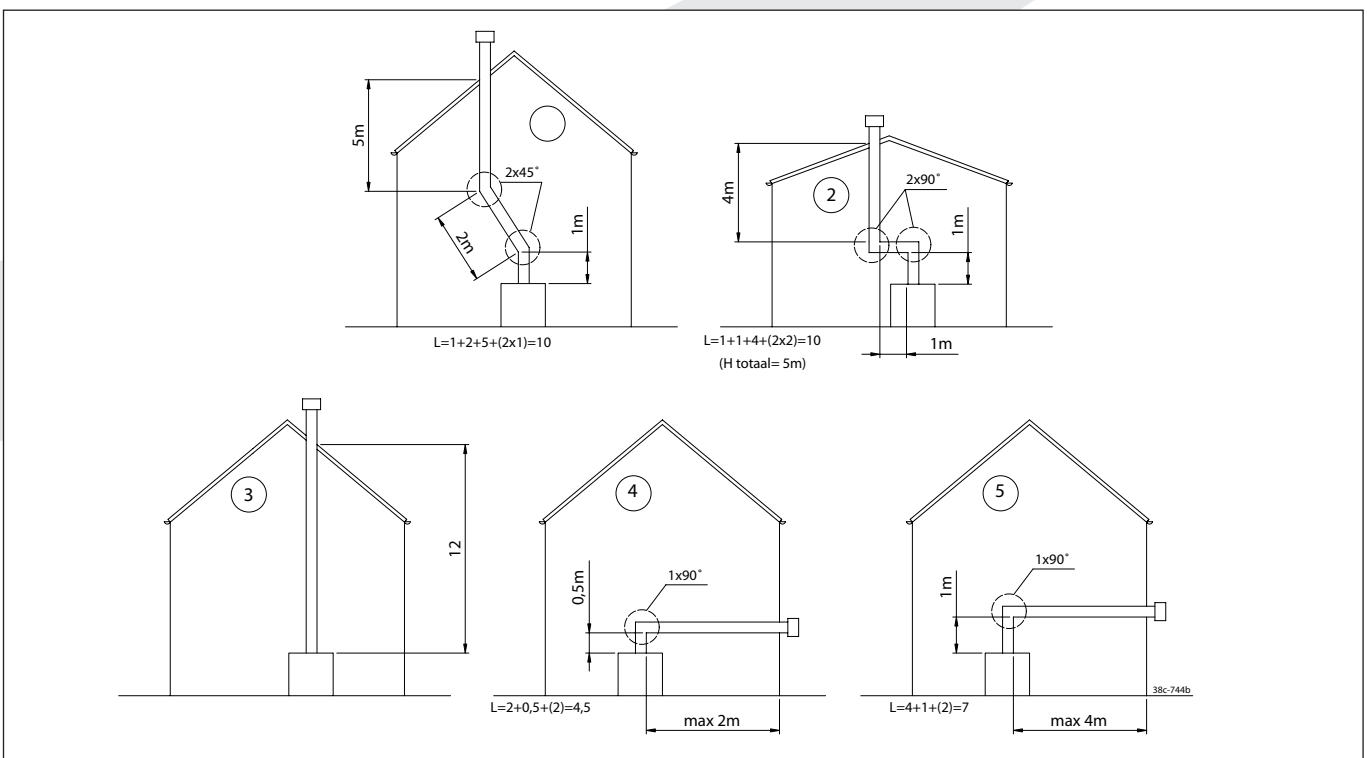 5m
2x45˚
2m
1m
L=1+2+5+(2x1)=10
4m
2
2x90˚
1m
L=1+1+4+(2x2)=10
1m
(H totaal= 5m)
3
12
4
0,5m
1x90˚
L=2+0,5+(2)=4,5
max 2m
5
1m
1x90˚
38c-744b
L=4+1+(2)=7
max 4m